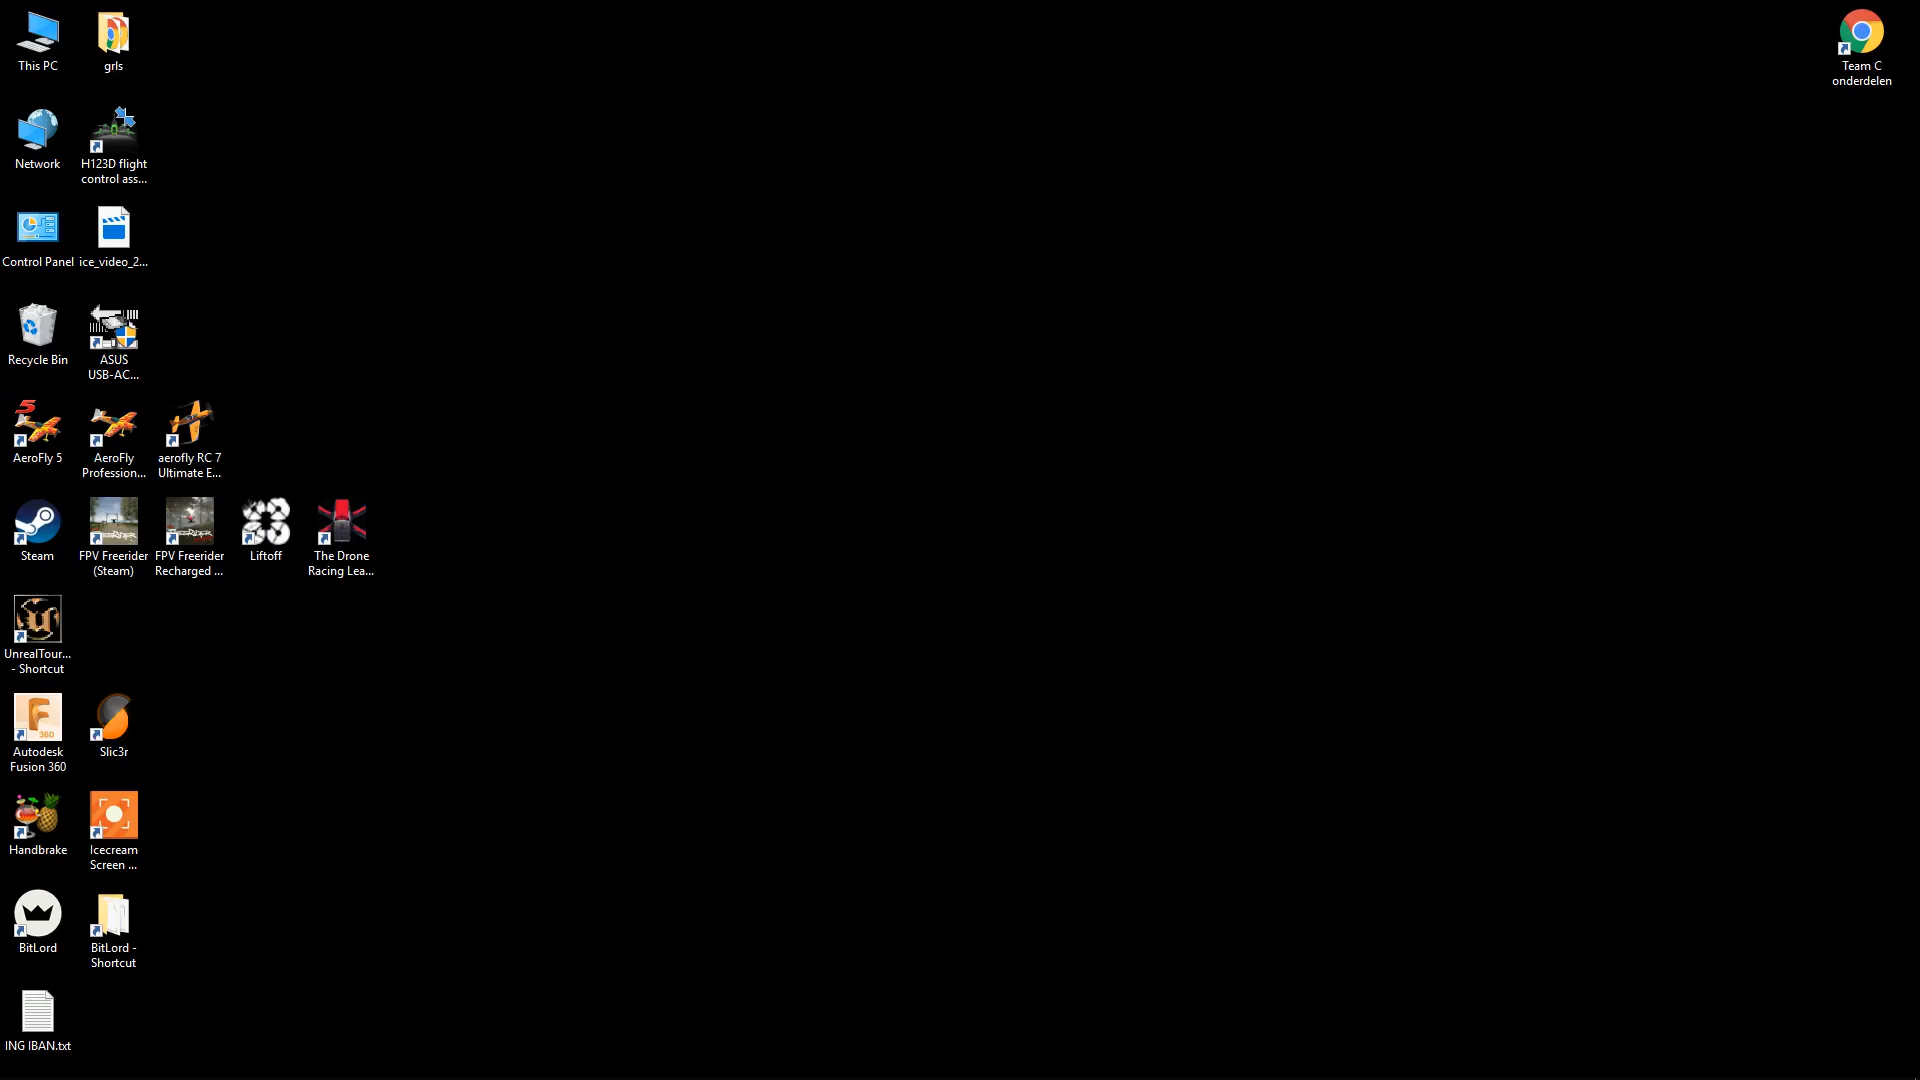 This PC
grls
Team C
onderdelen
Network
H123D flight
control ass...
Control Panel
ice_video_2...
Recycle Bin
ASUS
USB-AC...
5
AeroFly 5
AeroFly
Profession...
aerofly RC 7
Ultimate E...
Steam
FPV Freerider
(Steam)
FPV Freerider
Recharged ...
Liftoff
The Drone
Racing Lea...
UnrealTour...
- Shortcut
F
360
Autodesk
Fusion 360
Slic3r
Handbrake
Icecream
Screen ...
BitLord
BitLord -
Shortcut
ING IBAN.txt